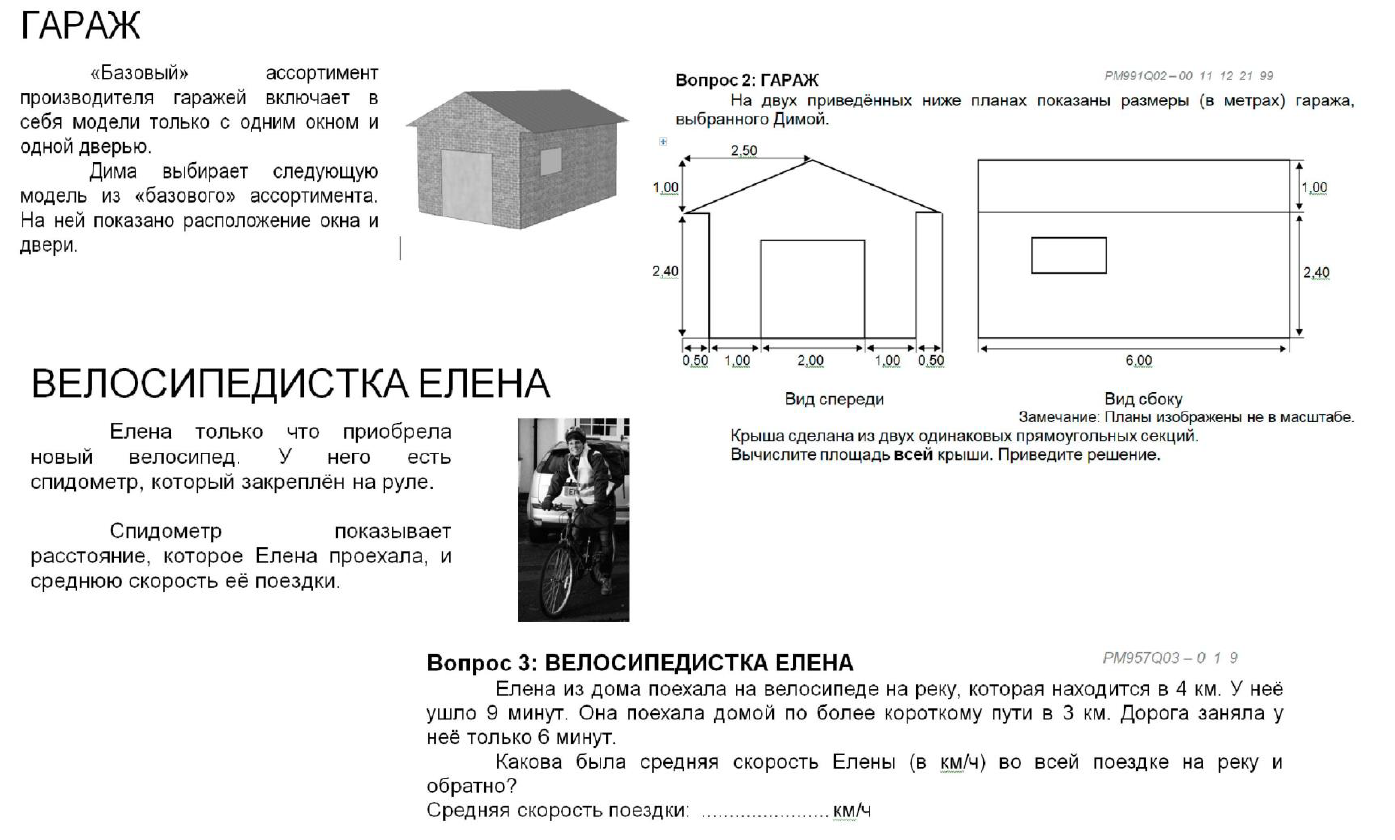 ГАРАЖ
«Базовый» ассортимент
производителя гаражей включает в
себя модели только с одним окном и
одной дверью.
Дима выбирает следующую
модель из «базового» ассортимента.
На ней показано расположение окна и
двери.
Вопрос 2: ГАРАЖ
PM991Q02 – 00 11 12 21 99
На двух приведённых ниже планах показаны размеры (в метрах) гаража,
выбранного Димой.
2,50
1,00
2,40
0,50 1,00 2,00 1,00 0,50
1,00
2,40
6,00
Вид спереди
Вид сбоку
Замечание: Планы изображены не в масштабе.
Крыша сделана из двух одинаковых прямоугольных секций.
Вычислите площадь всей крыши. Приведите решение.
ВЕЛОСИПЕДИСТКА ЕЛЕНА
Елена только что приобрела
новый велосипед. У него есть
спидометр, который закреплён на руле.
Спидометр показывает
расстояние, которое Елена проехала, и
среднюю скорость её поездки.
Вопрос 3: ВЕЛОСИПЕДИСТКА ЕЛЕНА
PM957Q03 – 0 1 9
Елена из дома поехала на велосипеде на реку, которая находится в 4 км. У неё
ушло 9 минут. Она поехала домой по более короткому пути в 3 км. Дорога заняла у
неё только 6 минут.
Какова была средняя скорость Елены (в км/ч) во всей поездке на реку и
обратно?
Средняя скорость поездки: ....................... км/ч